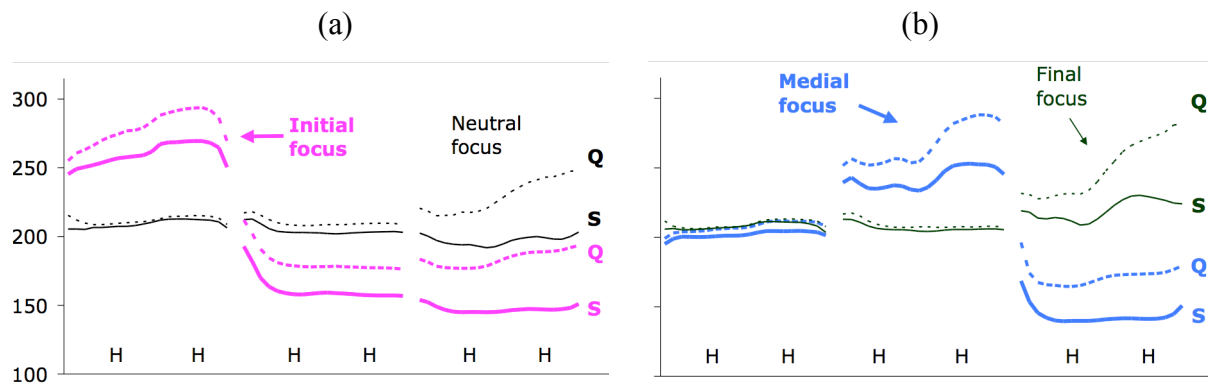 (a)
300
250
200
150
100
Initial
focus
Neutral
focus
Q
S
Q
S
H H H H H H
(b)
Medial
focus
Final
focus
Q
S
Q
S
H H H H H H